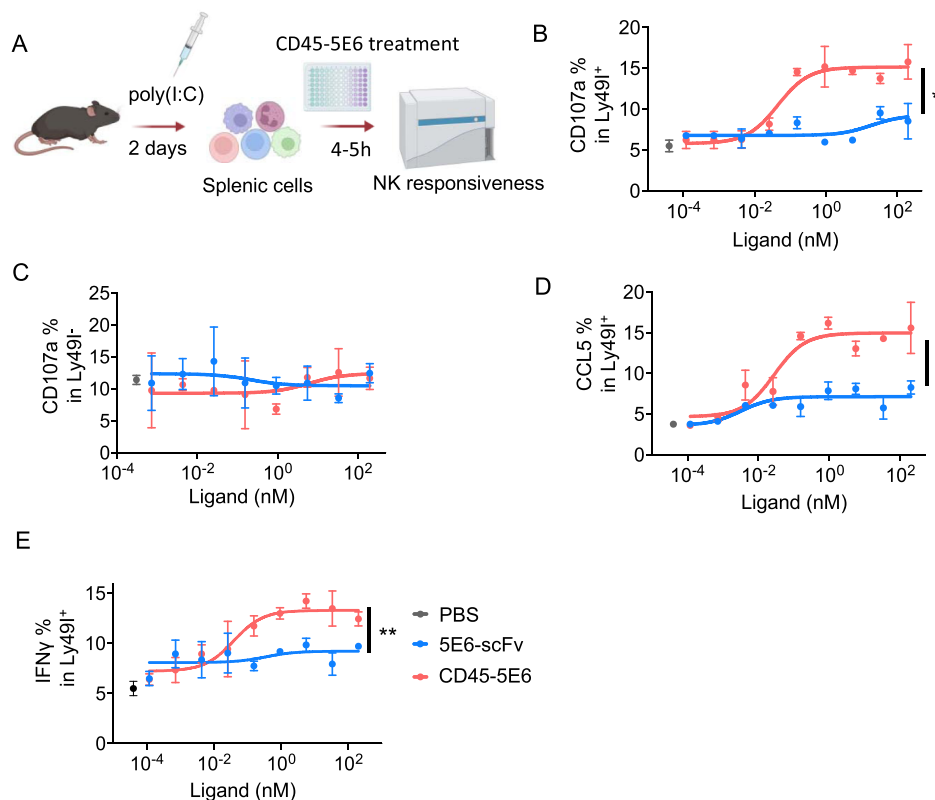 A
poly(I:C)
2 days
Splenic cells
CD45-5E6 treatment
4-5h
NK responsiveness
B
CD107a %
in Ly49I⁺
20
15
10
5
0
10⁻⁴
10⁻²
10⁰
10²
Ligand (nM)
C
CD107a %
in Ly49I⁻
25
20
15
10
5
0
10⁻⁴
10⁻²
10⁰
10²
Ligand (nM)
D
CCL5 %
in Ly49I⁺
20
15
10
5
0
10⁻⁴
10⁻²
10⁰
10²
Ligand (nM)
E
IFNγ %
in Ly49I⁺
15
10
5
0
10⁻⁴
10⁻²
10⁰
10²
Ligand (nM)
**
PBS
5E6-scFv
CD45-5E6